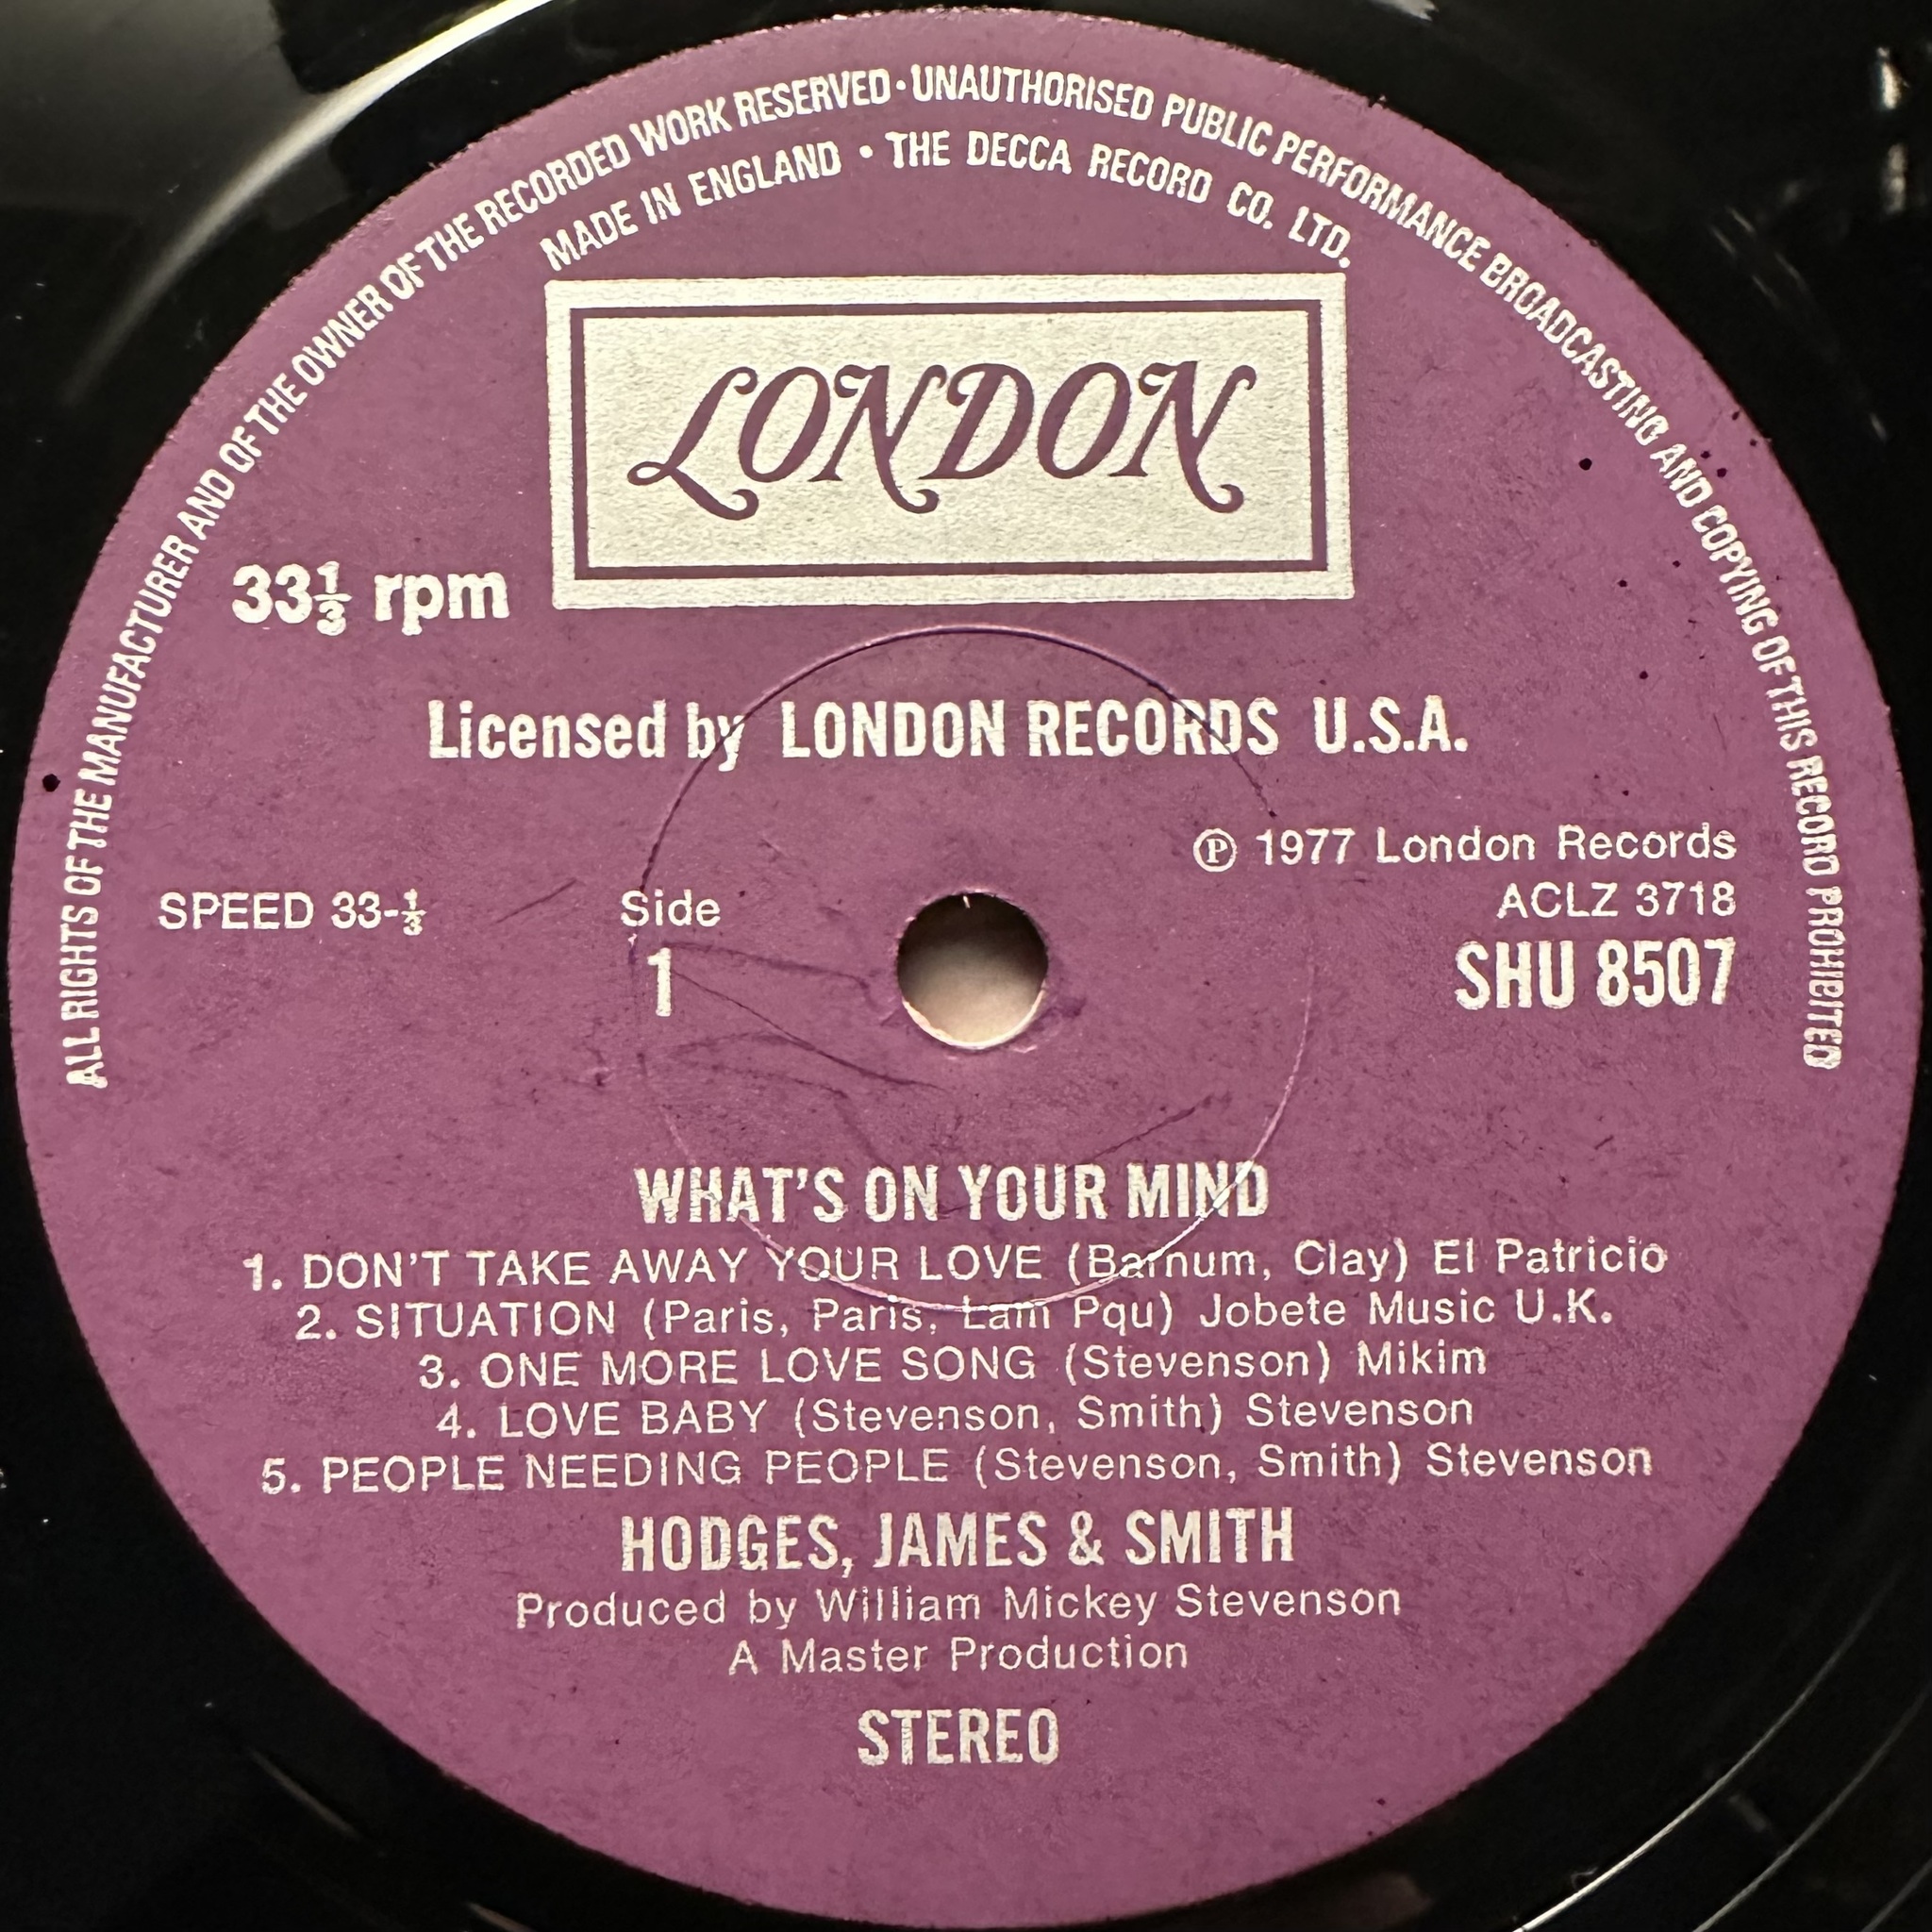 ALL RIGHTS OF THE MANUFACTURER AND OF THE OWNER OF THE RECORDED WORK RESERVED · UNAUTHORISED PUBLIC PERFORMANCE BROADCASTING AND COPYING OF THIS RECORD PROHIBITED
MADE IN ENGLAND • THE DECCA RECORD CO. LTD.
LONDON
33⅓ rpm
Licensed by LONDON RECORDS U.S.A.
℗ 1977 London Records
ACLZ 3718
SPEED 33-⅓
Side
1
SHU 8507
WHAT'S ON YOUR MIND
1. DON'T TAKE AWAY YOUR LOVE (Barnum, Clay) El Patricio
2. SITUATION (Paris, Paris, Lam Pqu) Jobete Music U.K.
3. ONE MORE LOVE SONG (Stevenson) Mikim
4. LOVE BABY (Stevenson, Smith) Stevenson
5. PEOPLE NEEDING PEOPLE (Stevenson, Smith) Stevenson
HODGES, JAMES & SMITH
Produced by William Mickey Stevenson
A Master Production
STEREO